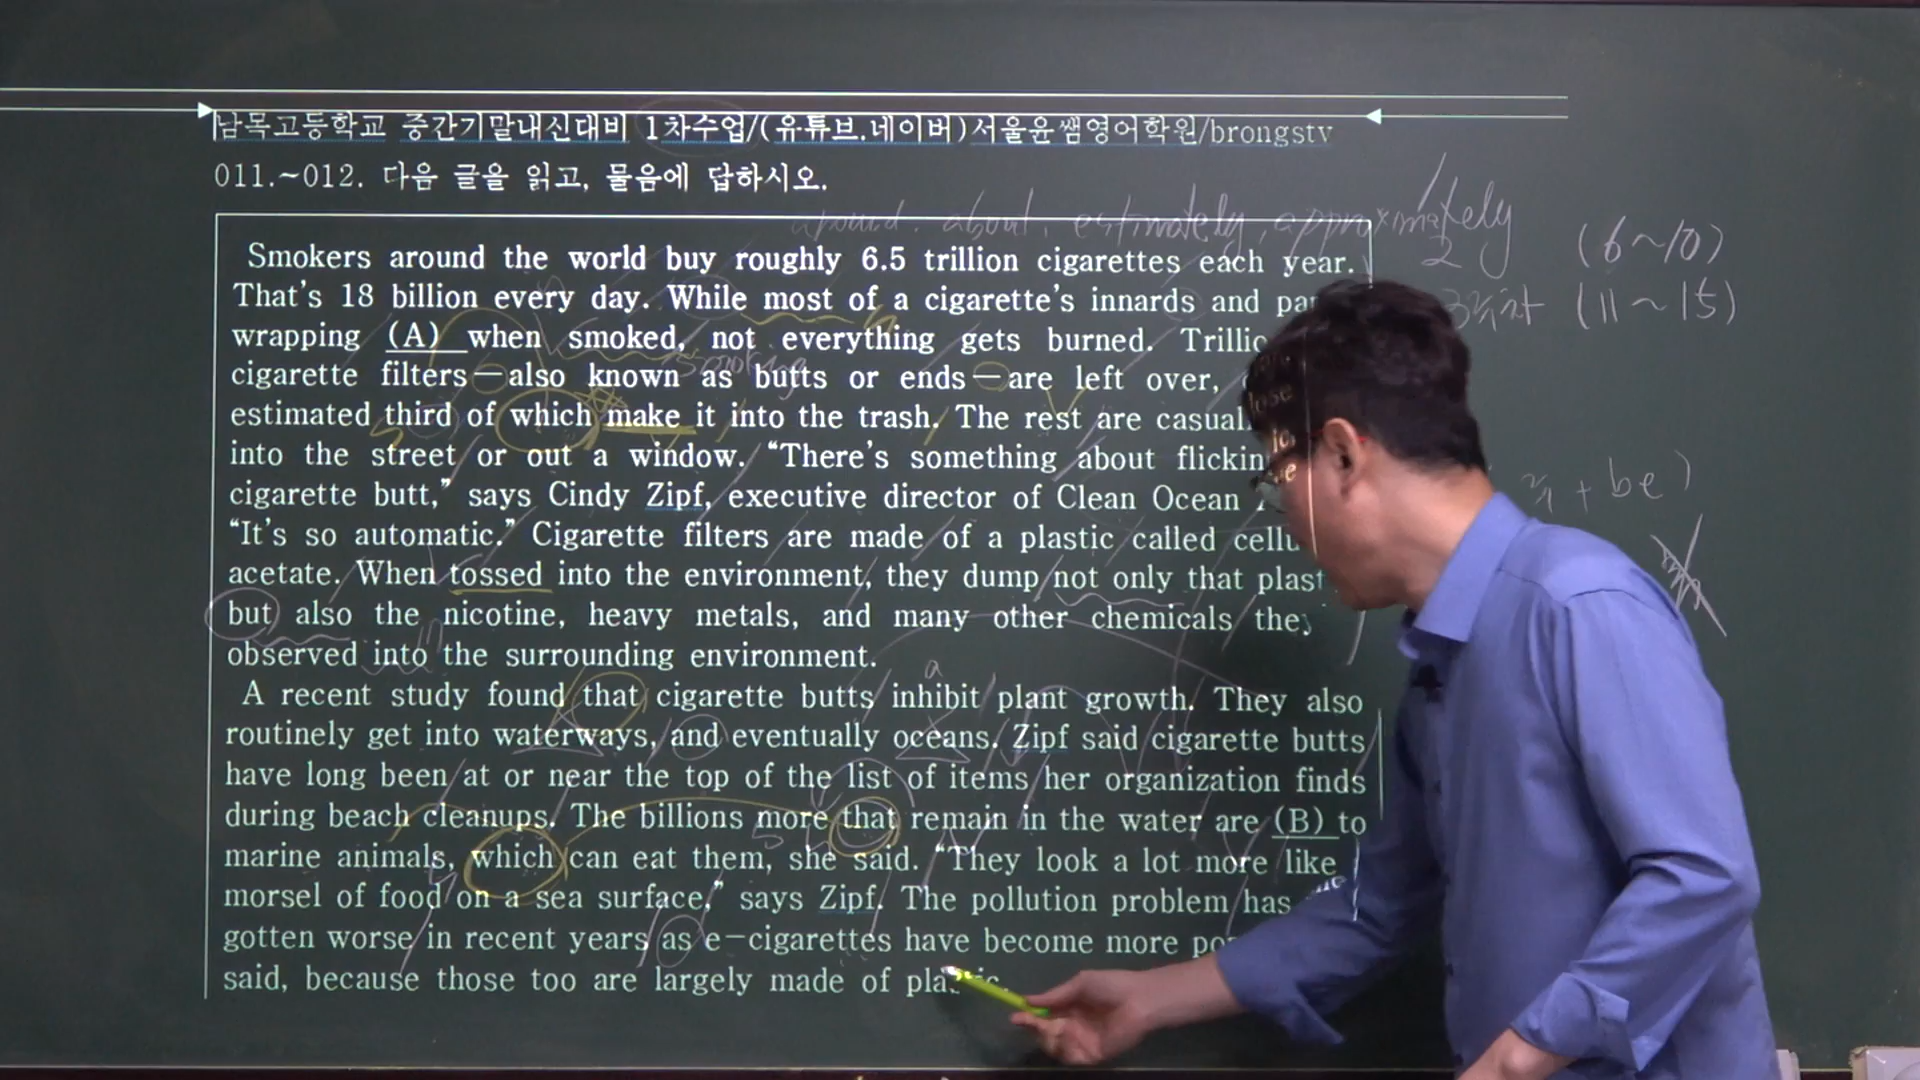 남목고등학교 중간기말내신대비 1차수업/(유튜브.네이버)서울윤쌤영어학원/brongstv
011.~012. 다음 글을 읽고, 물음에 답하시오.
around. about. estimately, approximately
2 (6~10)
(11~15)
Smokers around the world buy roughly 6.5 trillion cigarettes each year.
That's 18 billion every day. While most of a cigarette's innards and
wrapping (A) when smoked, not everything gets burned.
smoking
cigarette filters—also known as butts or ends—are left over,
estimated third of which make it into the trash. The rest are
into the street or out a window. “There's something about
cigarette butt,” says Cindy Zipf, executive director of Clean Ocean
+ be)
“It's so automatic.” Cigarette filters are made of a plastic called
acetate. When tossed into the environment, they dump not only that
but also the nicotine, heavy metals, and many other chemicals
observed into the surrounding environment.
A recent study found that cigarette butts inhibit plant growth. They also
routinely get into waterways, and eventually oceans. Zipf said cigarette butts
have long been at or near the top of the list of items her organization finds
during beach cleanups. The billions more that remain in the water are (B) to
marine animals, which can eat them, she said. “They look a lot more like
morsel of food on a sea surface,” says Zipf. The pollution problem has
gotten worse in recent years as e-cigarettes have become more
said, because those too are largely made of